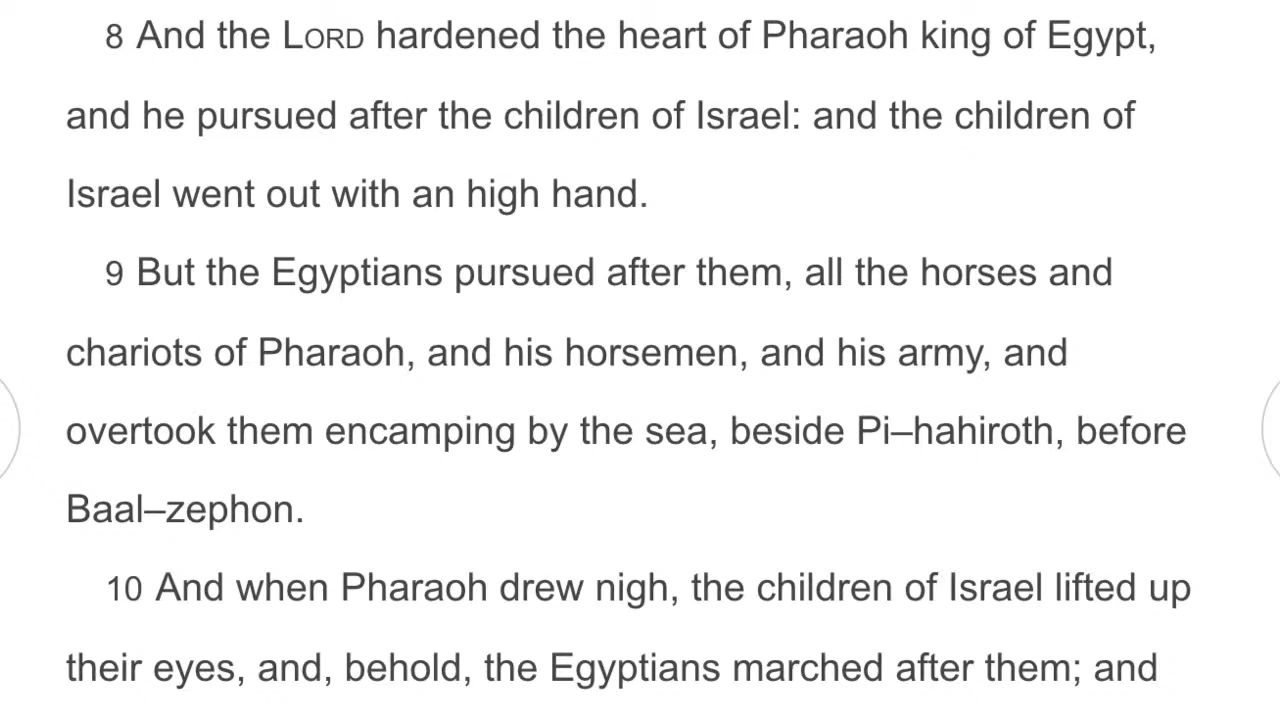 8 And the LORD hardened the heart of Pharaoh king of Egypt,
and he pursued after the children of Israel: and the children of
Israel went out with an high hand.
9 But the Egyptians pursued after them, all the horses and
chariots of Pharaoh, and his horsemen, and his army, and
overtook them encamping by the sea, beside Pi–hahiroth, before
Baal–zephon.
10 And when Pharaoh drew nigh, the children of Israel lifted up
their eyes, and, behold, the Egyptians marched after them; and